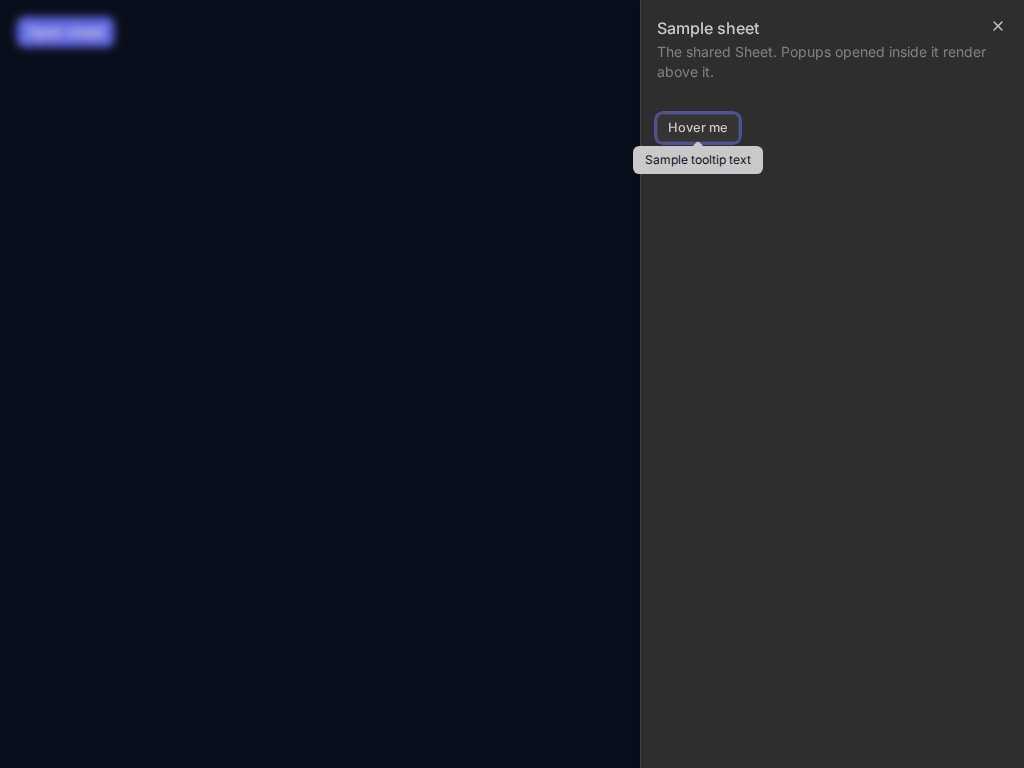 Sample sheet
The shared Sheet. Popups opened inside it render
above it.
Hover me
Sample tooltip text